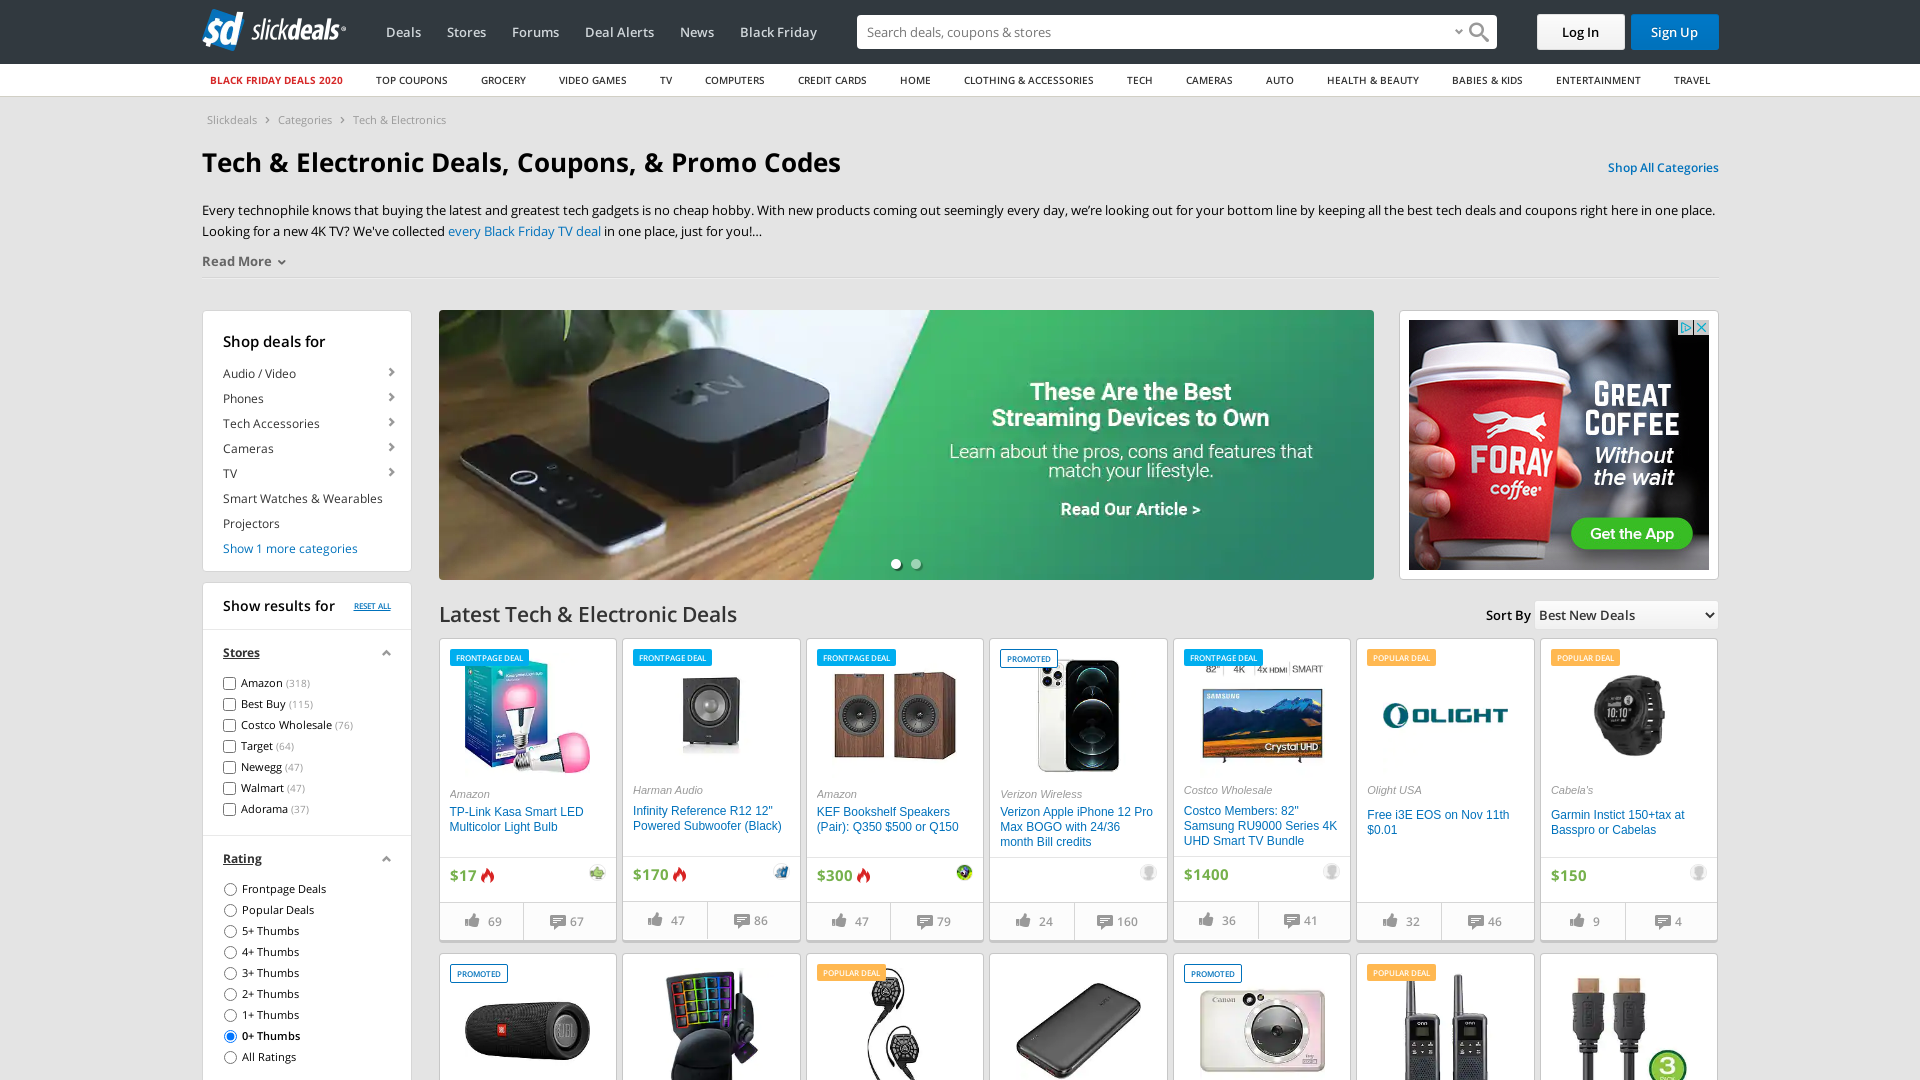 slickdeals
Deals
Stores
Forums
Deal Alerts
News
Black Friday
Search deals, coupons & stores
Log In
Sign Up
BLACK FRIDAY DEALS 2020
TOP COUPONS
GROCERY
VIDEO GAMES
TV
COMPUTERS
CREDIT CARDS
HOME
CLOTHING & ACCESSORIES
TECH
CAMERAS
AUTO
HEALTH & BEAUTY
BABIES & KIDS
ENTERTAINMENT
TRAVEL
Slickdeals > Categories > Tech & Electronics
Tech & Electronic Deals, Coupons, & Promo Codes
Shop All Categories
Every technophile knows that buying the latest and greatest tech gadgets is no cheap hobby. With new products coming out seemingly every day, we’re looking out for your bottom line by keeping all the best tech deals and coupons right here in one place.
Looking for a new 4K TV? We've collected every Black Friday TV deal in one place, just for you!...
Read More
Shop deals for
Audio / Video
Phones
Tech Accessories
Cameras
TV
Smart Watches & Wearables
Projectors
Show 1 more categories
Show results for
RESET ALL
Stores
Amazon (318)
Best Buy (115)
Costco Wholesale (76)
Target (64)
Newegg (47)
Walmart (47)
Adorama (37)
Rating
Frontpage Deals
Popular Deals
5+ Thumbs
4+ Thumbs
3+ Thumbs
2+ Thumbs
1+ Thumbs
0+ Thumbs
All Ratings
tv
These Are the Best
Streaming Devices to Own
Learn about the pros, cons and features that
match your lifestyle.
Read Our Article >
FORAY
coffee
GREAT
COFFEE
Without
the wait
Get the App
Latest Tech & Electronic Deals
Sort By
Best New Deals
FRONTPAGE DEAL
Amazon
TP-Link Kasa Smart LED
Multicolor Light Bulb
$17
69
67
FRONTPAGE DEAL
Harman Audio
Infinity Reference R12 12"
Powered Subwoofer (Black)
$170
47
86
FRONTPAGE DEAL
Amazon
KEF Bookshelf Speakers
(Pair): Q350 $500 or Q150
$300
47
79
PROMOTED
Verizon Wireless
Verizon Apple iPhone 12 Pro
Max BOGO with 24/36
month Bill credits
24
160
FRONTPAGE DEAL
82" 4K 4X HDMI SMART
SAMSUNG
Crystal UHD
Costco Wholesale
Costco Members: 82"
Samsung RU9000 Series 4K
UHD Smart TV Bundle
$1400
36
41
POPULAR DEAL
OLIGHT
Olight USA
Free i3E EOS on Nov 11th
$0.01
32
46
POPULAR DEAL
10:10
Cabela's
Garmin Instict 150+tax at
Basspro or Cabelas
$150
9
4
PROMOTED
JBL
POPULAR DEAL
PROMOTED
Canon
POPULAR DEAL
onn
onn
3